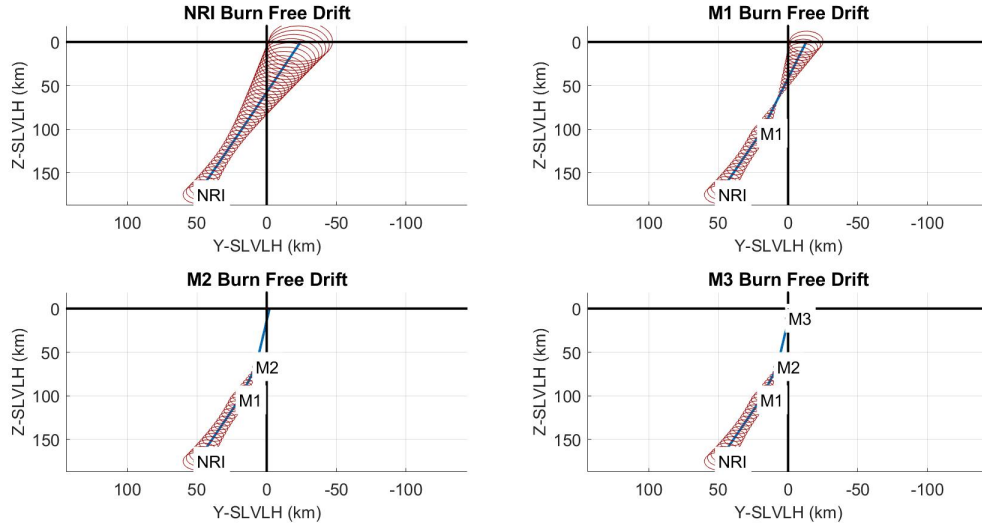 NRI Burn Free Drift
0
50
100
150
Z-SLVLH (km)
NRI
100 50 0 -50 -100
Y-SLVLH (km)
M1 Burn Free Drift
0
50
100
150
Z-SLVLH (km)
M1
NRI
100 50 0 -50 -100
Y-SLVLH (km)
M2 Burn Free Drift
0
50
100
150
Z-SLVLH (km)
M2
M1
NRI
100 50 0 -50 -100
Y-SLVLH (km)
M3 Burn Free Drift
0
50
100
150
Z-SLVLH (km)
M3
M2
M1
NRI
100 50 0 -50 -100
Y-SLVLH (km)